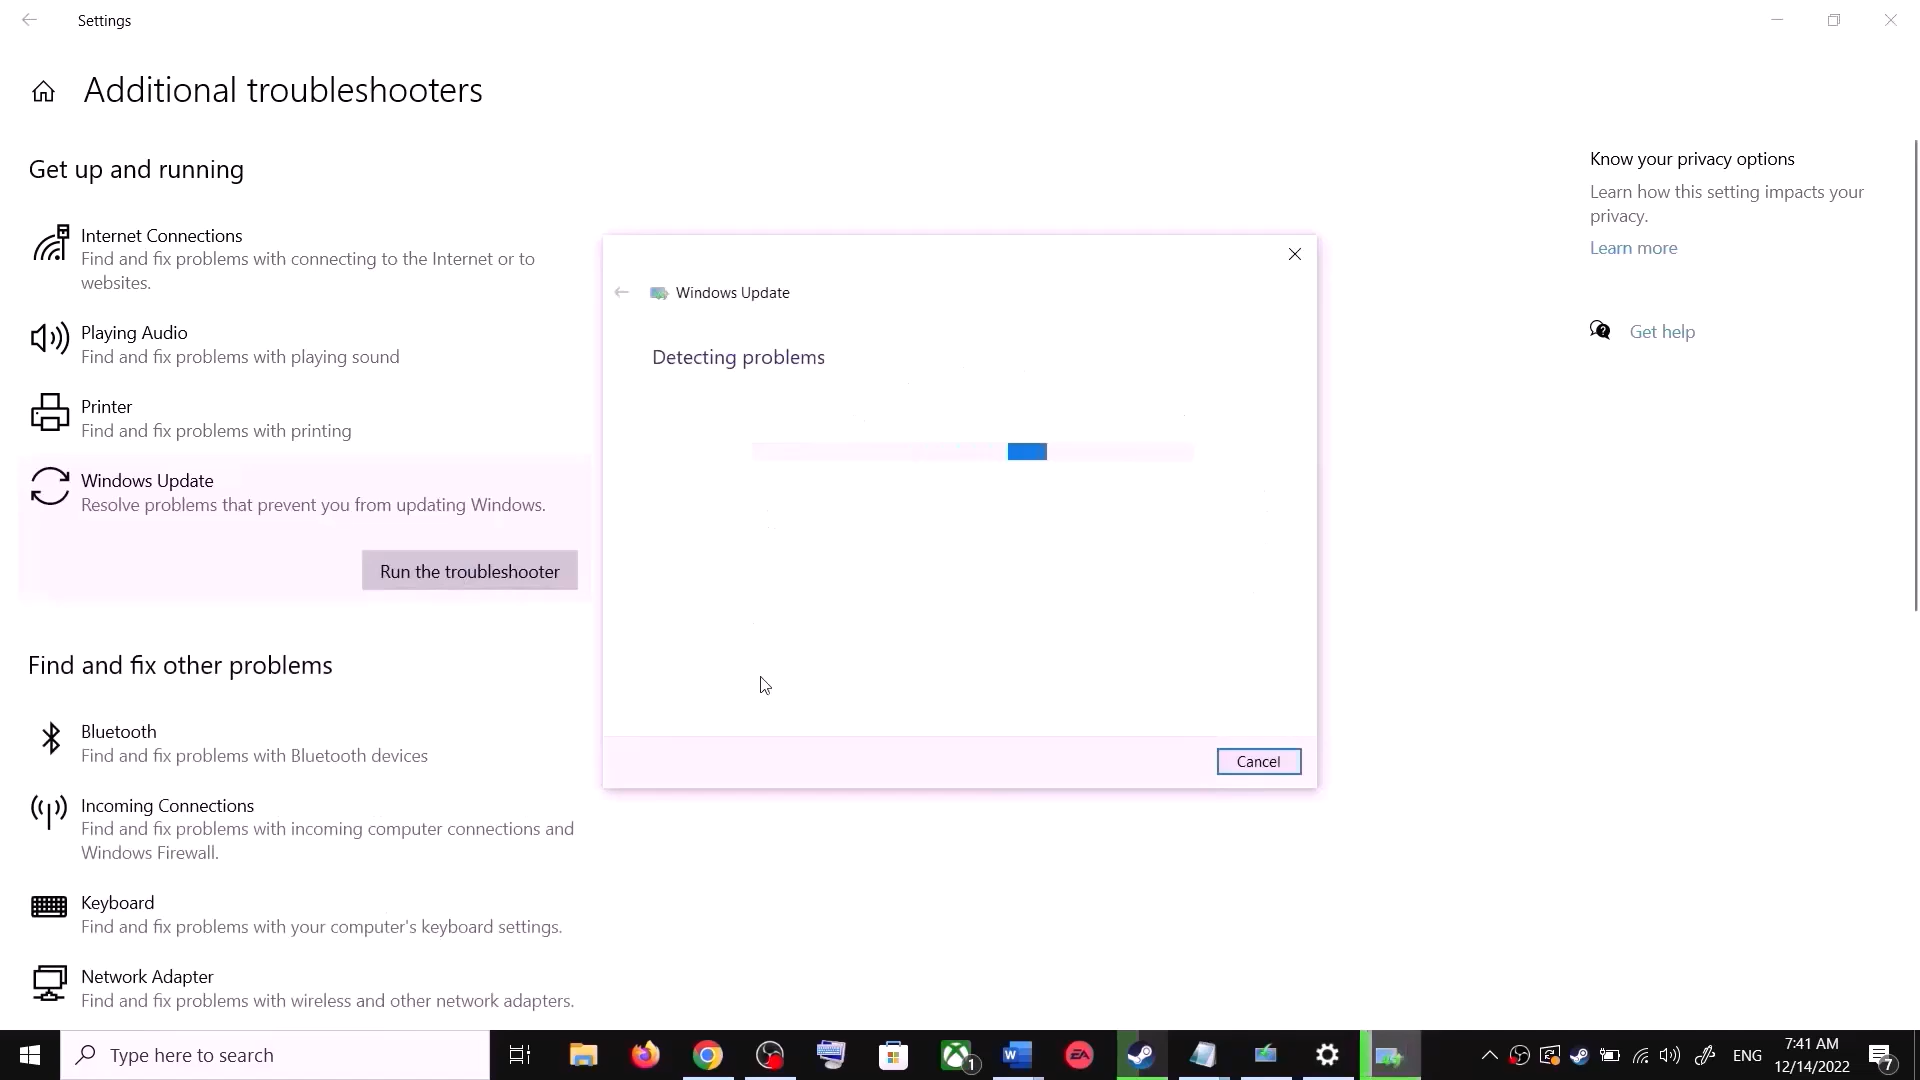 Settings
Additional troubleshooters
Get up and running
Internet Connections
Find and fix problems with connecting to the Internet or to
websites.
Playing Audio
Find and fix problems with playing sound
Printer
Find and fix problems with printing
Windows Update
Resolve problems that prevent you from updating Windows.
Run the troubleshooter
Find and fix other problems
Bluetooth
Find and fix problems with Bluetooth devices
Incoming Connections
Find and fix problems with incoming computer connections and
Windows Firewall.
Keyboard
Find and fix problems with your computer's keyboard settings.
Network Adapter
Find and fix problems with wireless and other network adapters.
Windows Update
Detecting problems
Cancel
Know your privacy options
Learn how this setting impacts your
privacy.
Learn more
Get help
Type here to search
1
W
EA
ENG
7:41 AM
12/14/2022
7